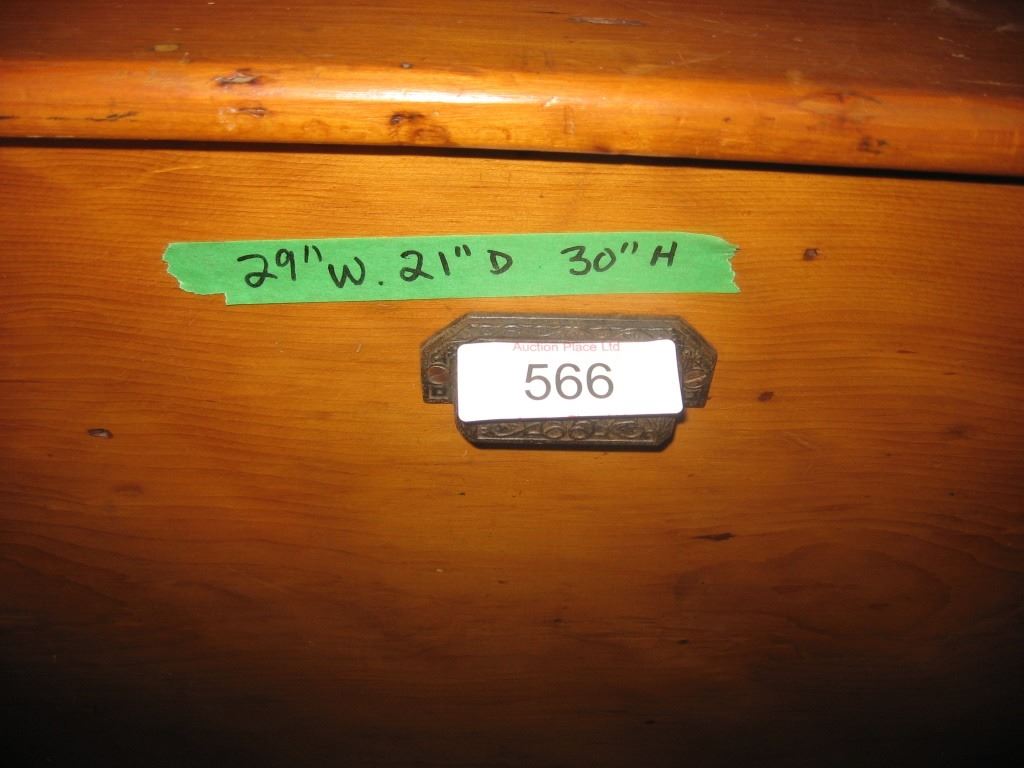 29" W. 21" D 30" H
Auction Place Ltd
566